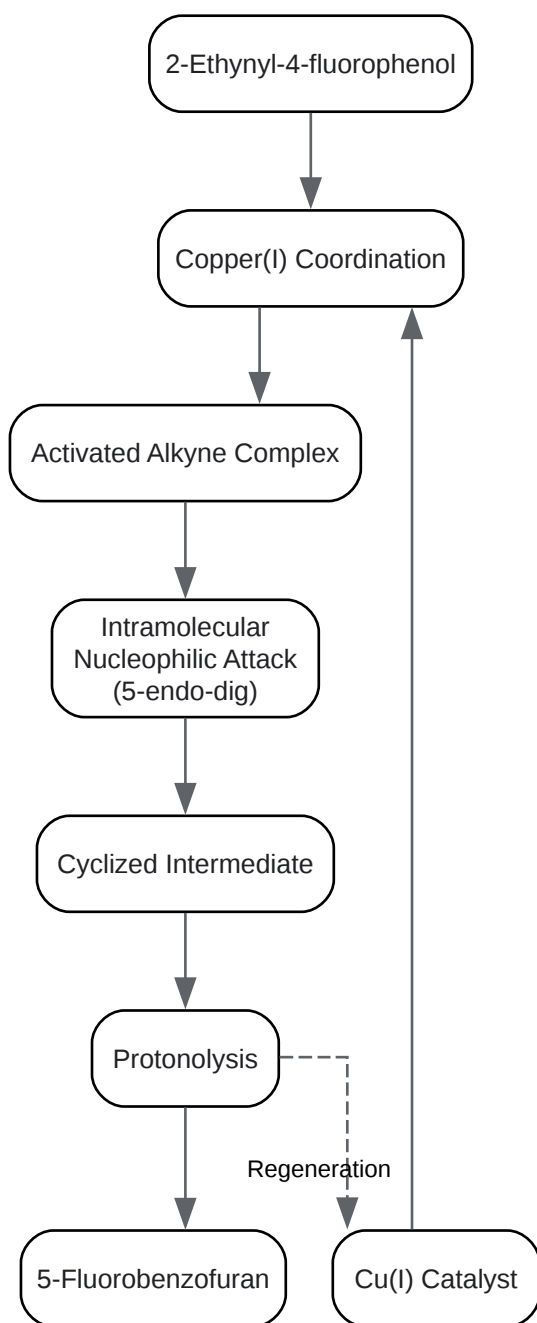 2-Ethynyl-4-fluorophenol
Copper(I) Coordination
Activated Alkyne Complex
Intramolecular
Nucleophilic Attack
(5-endo-dig)
Cyclized Intermediate
Protonolysis
Regeneration
5-Fluorobenzofuran
Cu(I) Catalyst